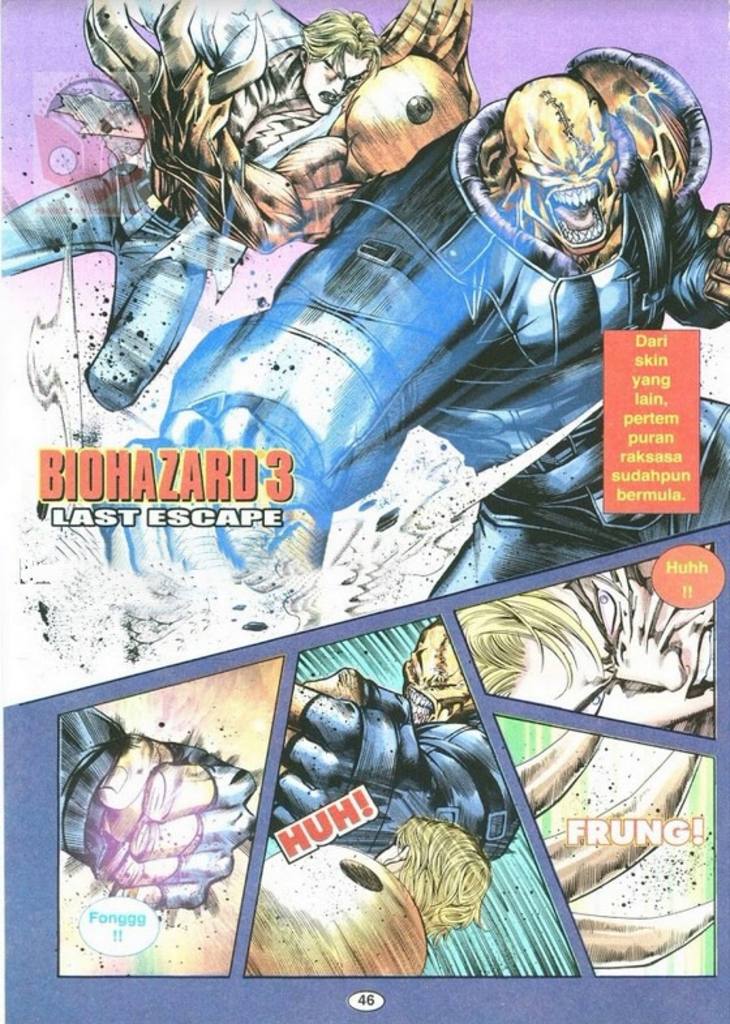 Dari
skin
yang
lain,
pertem
puran
raksasa
sudahpun
bermula.
BIOHAZARD 3
LAST ESCAPE
Huhh
!!
Fonggg
!!
HUH!
FRUNG!
46